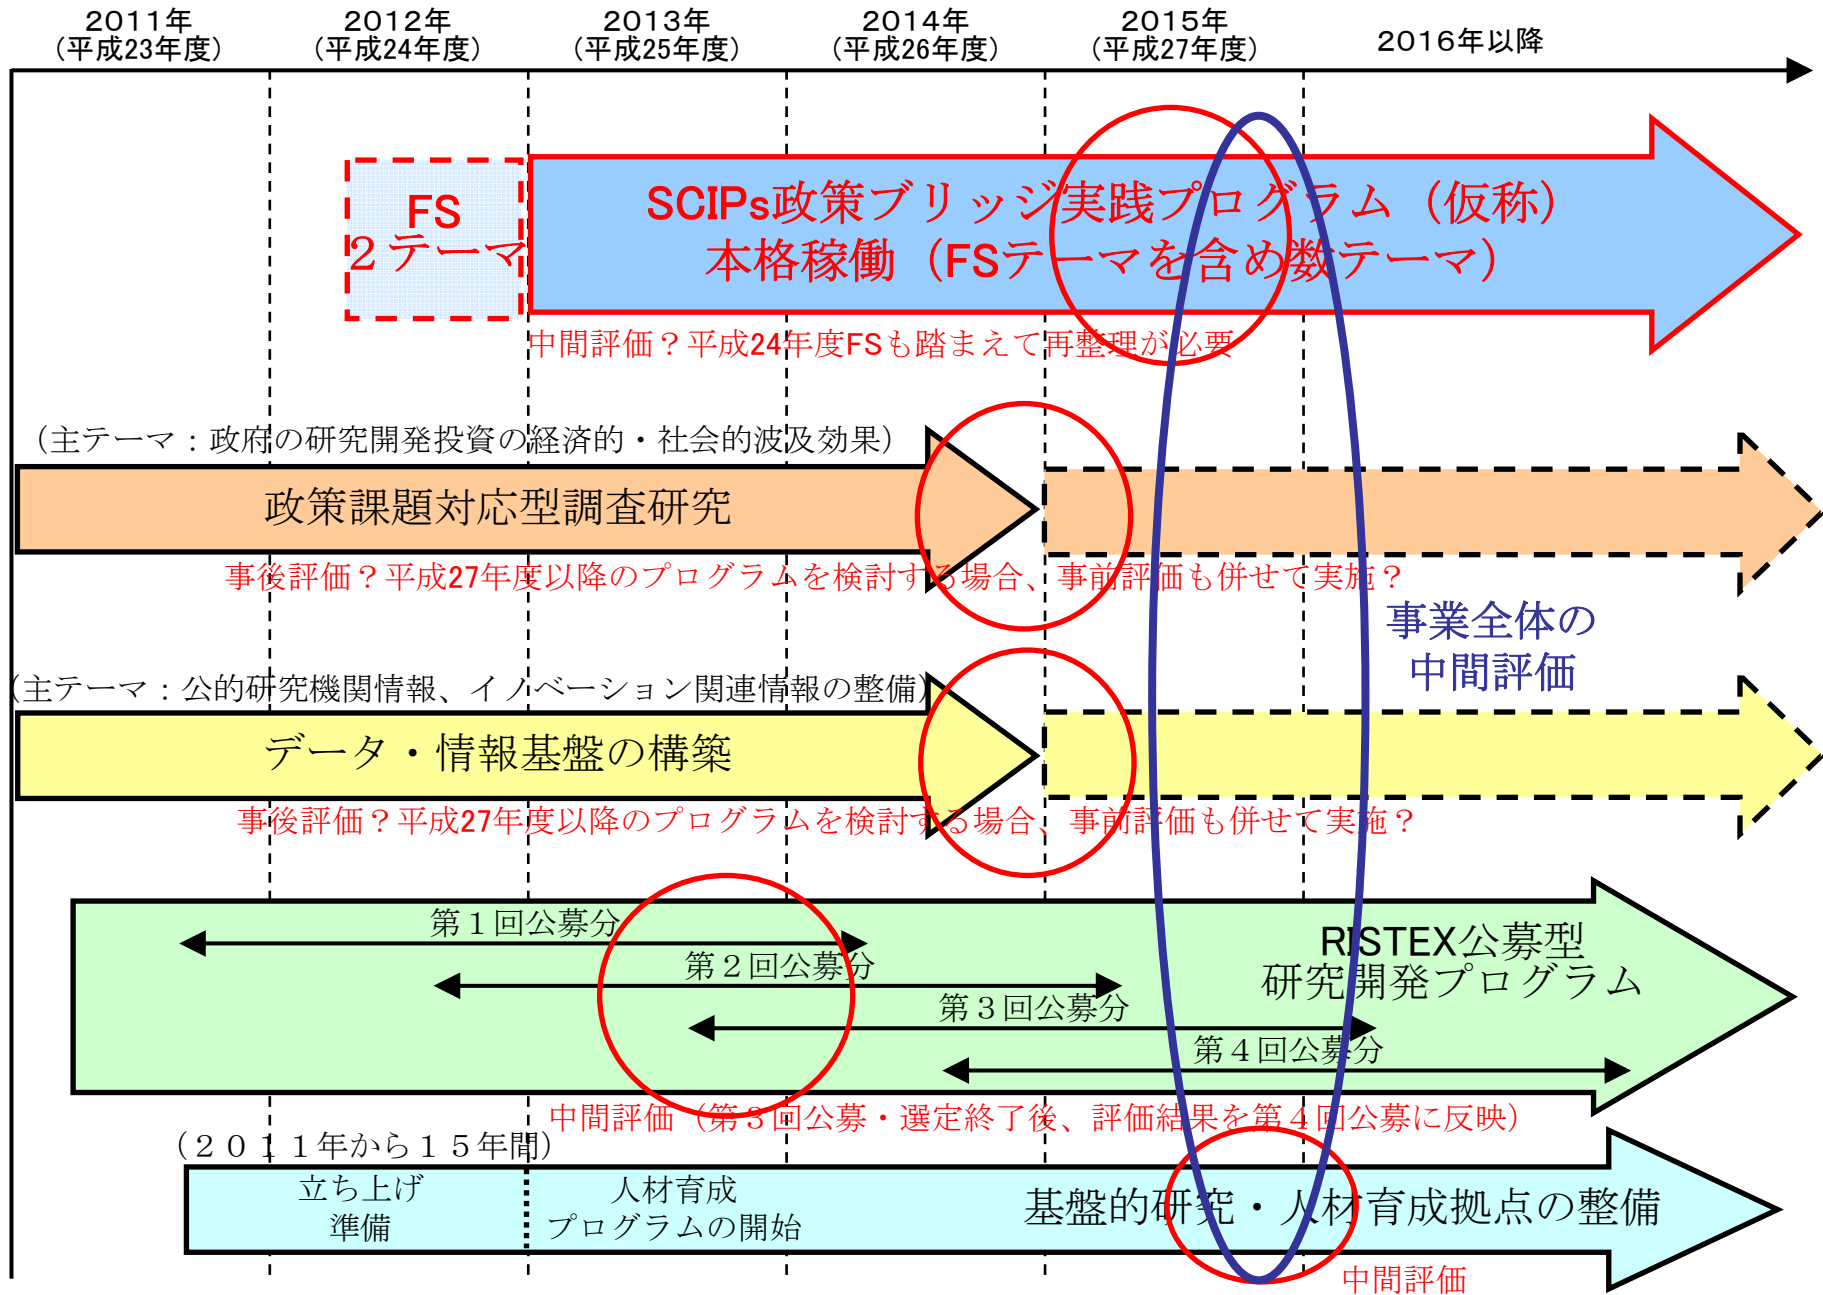 2011年
（平成23年度）
2012年
（平成24年度）
2013年
（平成25年度）
2014年
（平成26年度）
2015年
（平成27年度）
2016年以降
FS
２テーマ
SCIPs政策ブリッジ実践プログラム（仮称）
本格稼働（FSテーマを含め数テーマ）
中間評価？平成24年度FSも踏まえて再整理が必要
（主テーマ：政府の研究開発投資の経済的・社会的波及効果）
政策課題対応型調査研究
事後評価？平成27年度以降のプログラムを検討する場合、事前評価も併せて実施？
事業全体の
中間評価
（主テーマ：公的研究機関情報、イノベーション関連情報の整備）
データ・情報基盤の構築
事後評価？平成27年度以降のプログラムを検討する場合、事前評価も併せて実施？
第１回公募分
第２回公募分
第３回公募分
第４回公募分
RISTEX公募型
研究開発プログラム
中間評価（第３回公募・選定終了後、評価結果を第４回公募に反映）
（２０１１年から１５年間）
立ち上げ
準備
人材育成
プログラムの開始
基盤的研究・人材育成拠点の整備
中間評価